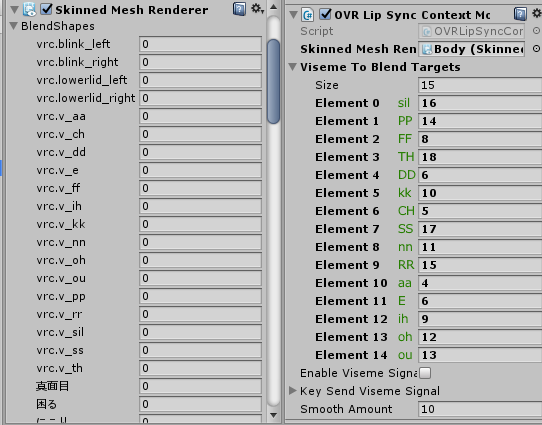 Skinned Mesh Renderer
BlendShapes
vrc.blink_left 0
vrc.blink_right 0
vrc.lowerlid_left 0
vrc.lowerlid_right 0
vrc.v_aa 0
vrc.v_ch 0
vrc.v_dd 0
vrc.v_e 0
vrc.v_ff 0
vrc.v_ih 0
vrc.v_kk 0
vrc.v_nn 0
vrc.v_oh 0
vrc.v_ou 0
vrc.v_pp 0
vrc.v_rr 0
vrc.v_sil 0
vrc.v_ss 0
vrc.v_th 0
真面目 0
困る 0
OVR Lip Sync Context Mo
Script OVRLipSyncCor
Skinned Mesh Ren Body (Skinned
Viseme To Blend Targets
Size 15
Element 0 sil 16
Element 1 PP 14
Element 2 FF 8
Element 3 TH 18
Element 4 DD 6
Element 5 kk 10
Element 6 CH 5
Element 7 SS 17
Element 8 nn 11
Element 9 RR 15
Element 10 aa 4
Element 11 E 6
Element 12 ih 9
Element 13 oh 12
Element 14 ou 13
Enable Viseme Signa
Key Send Viseme Signal
Smooth Amount 10